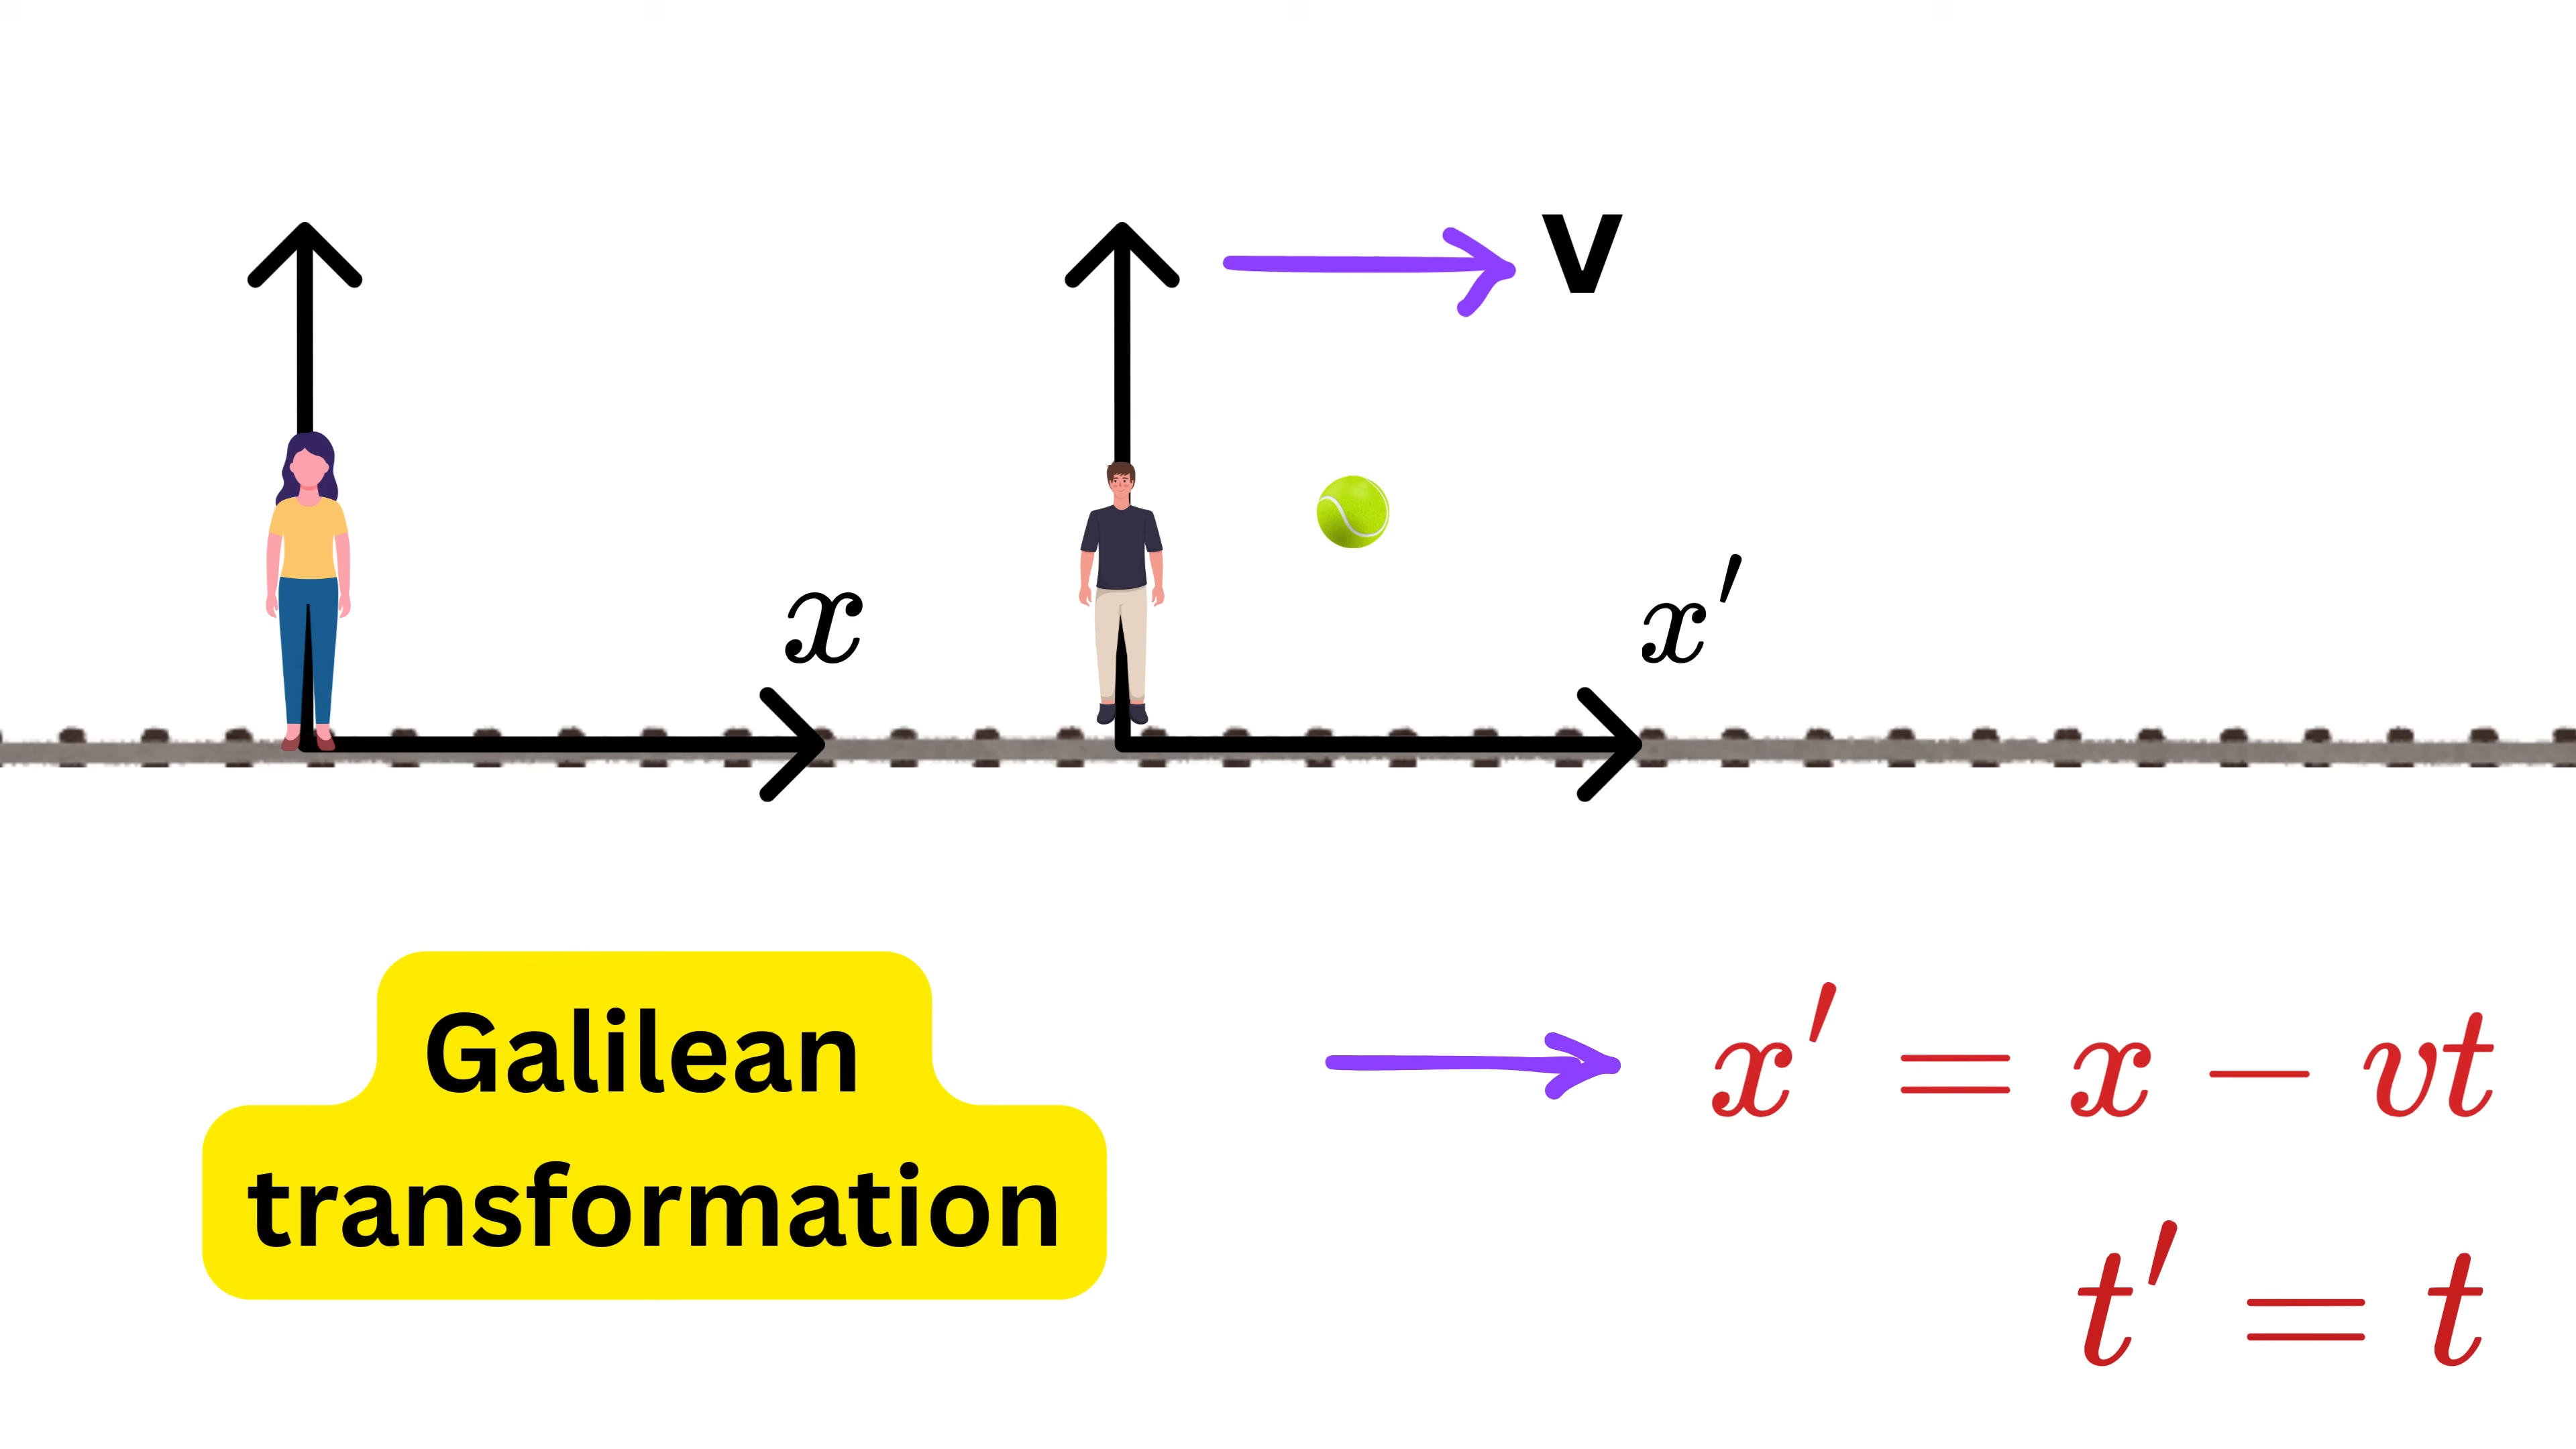 V
x
x′
Galilean
transformation
x′ = x − vt
t′ = t